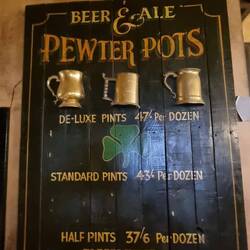 BEER & ALE
PEWTER POTS
DE-LUXE PINTS 47/- PER DOZEN
STANDARD PINTS 43/- PER DOZEN
HALF PINTS 37/6 PER DOZEN